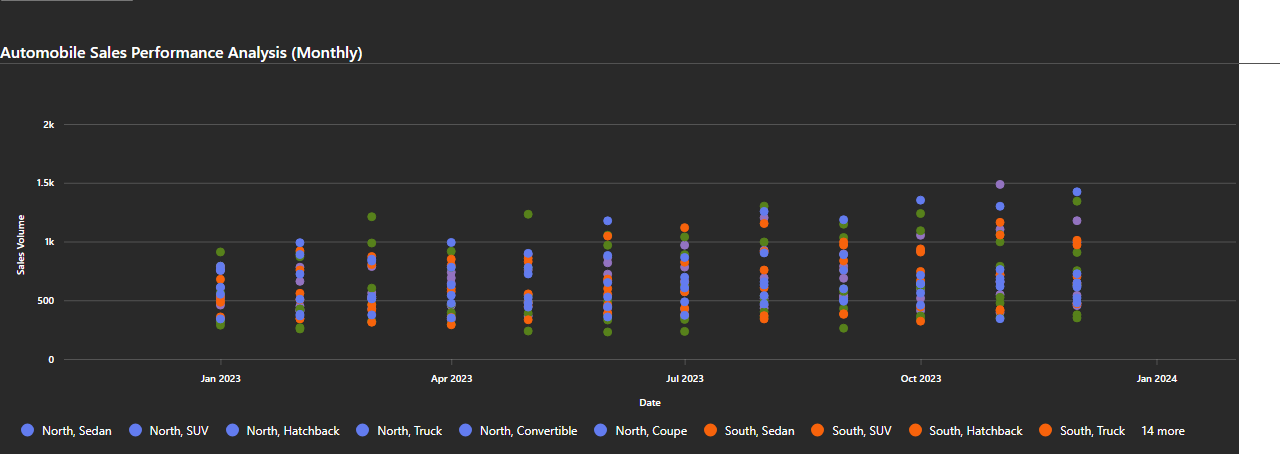 Automobile Sales Performance Analysis (Monthly)
2k
1.5k
1k
500
0
Sales Volume
Jan 2023 Apr 2023 Jul 2023 Oct 2023 Jan 2024
Date
North, Sedan North, SUV North, Hatchback North, Truck North, Convertible North, Coupe South, Sedan South, SUV South, Hatchback South, Truck 14 more